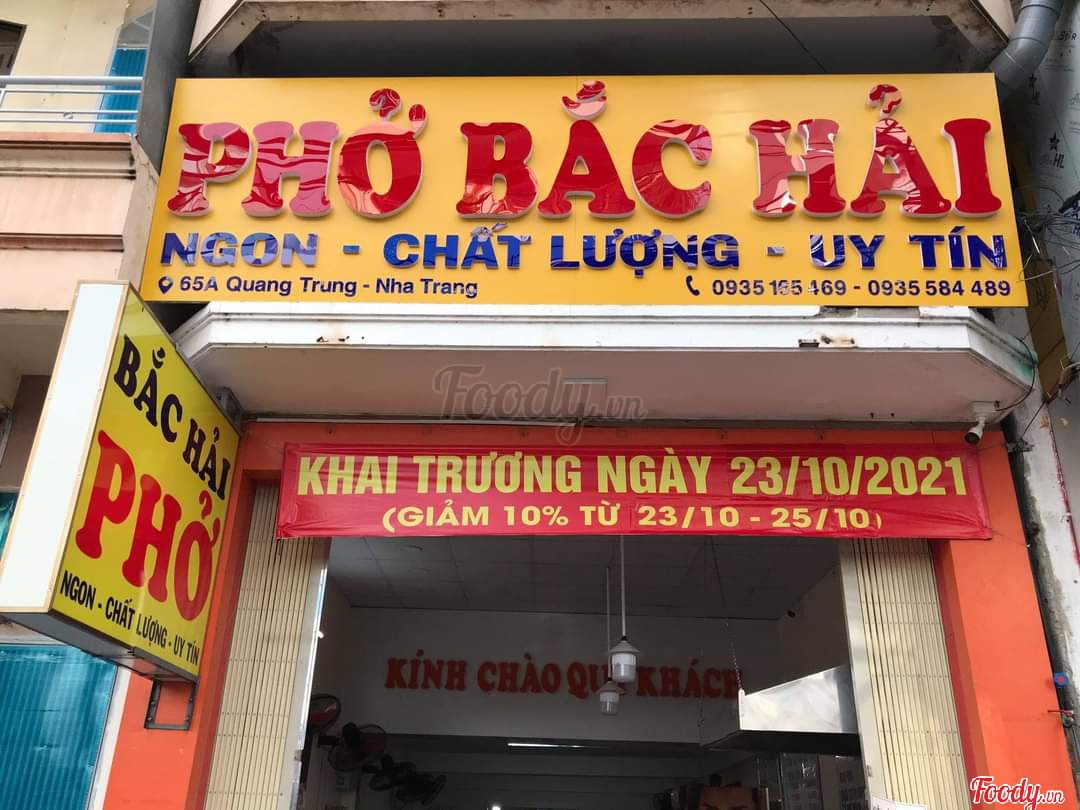 PHỞ BẮC HẢI
NGON - CHẤT LƯỢNG - UY TÍN
65A Quang Trung - Nha Trang
0935 165 469 - 0935 584 489
Foody.vn
BẮC HẢI
PHỞ
NGON - CHẤT LƯỢNG - UY TÍN
KHAI TRƯƠNG NGÀY 23/10/2021
(GIẢM 10% TỪ 23/10 - 25/10)
KÍNH CHÀO QUÝ KHÁCH
Foody.vn